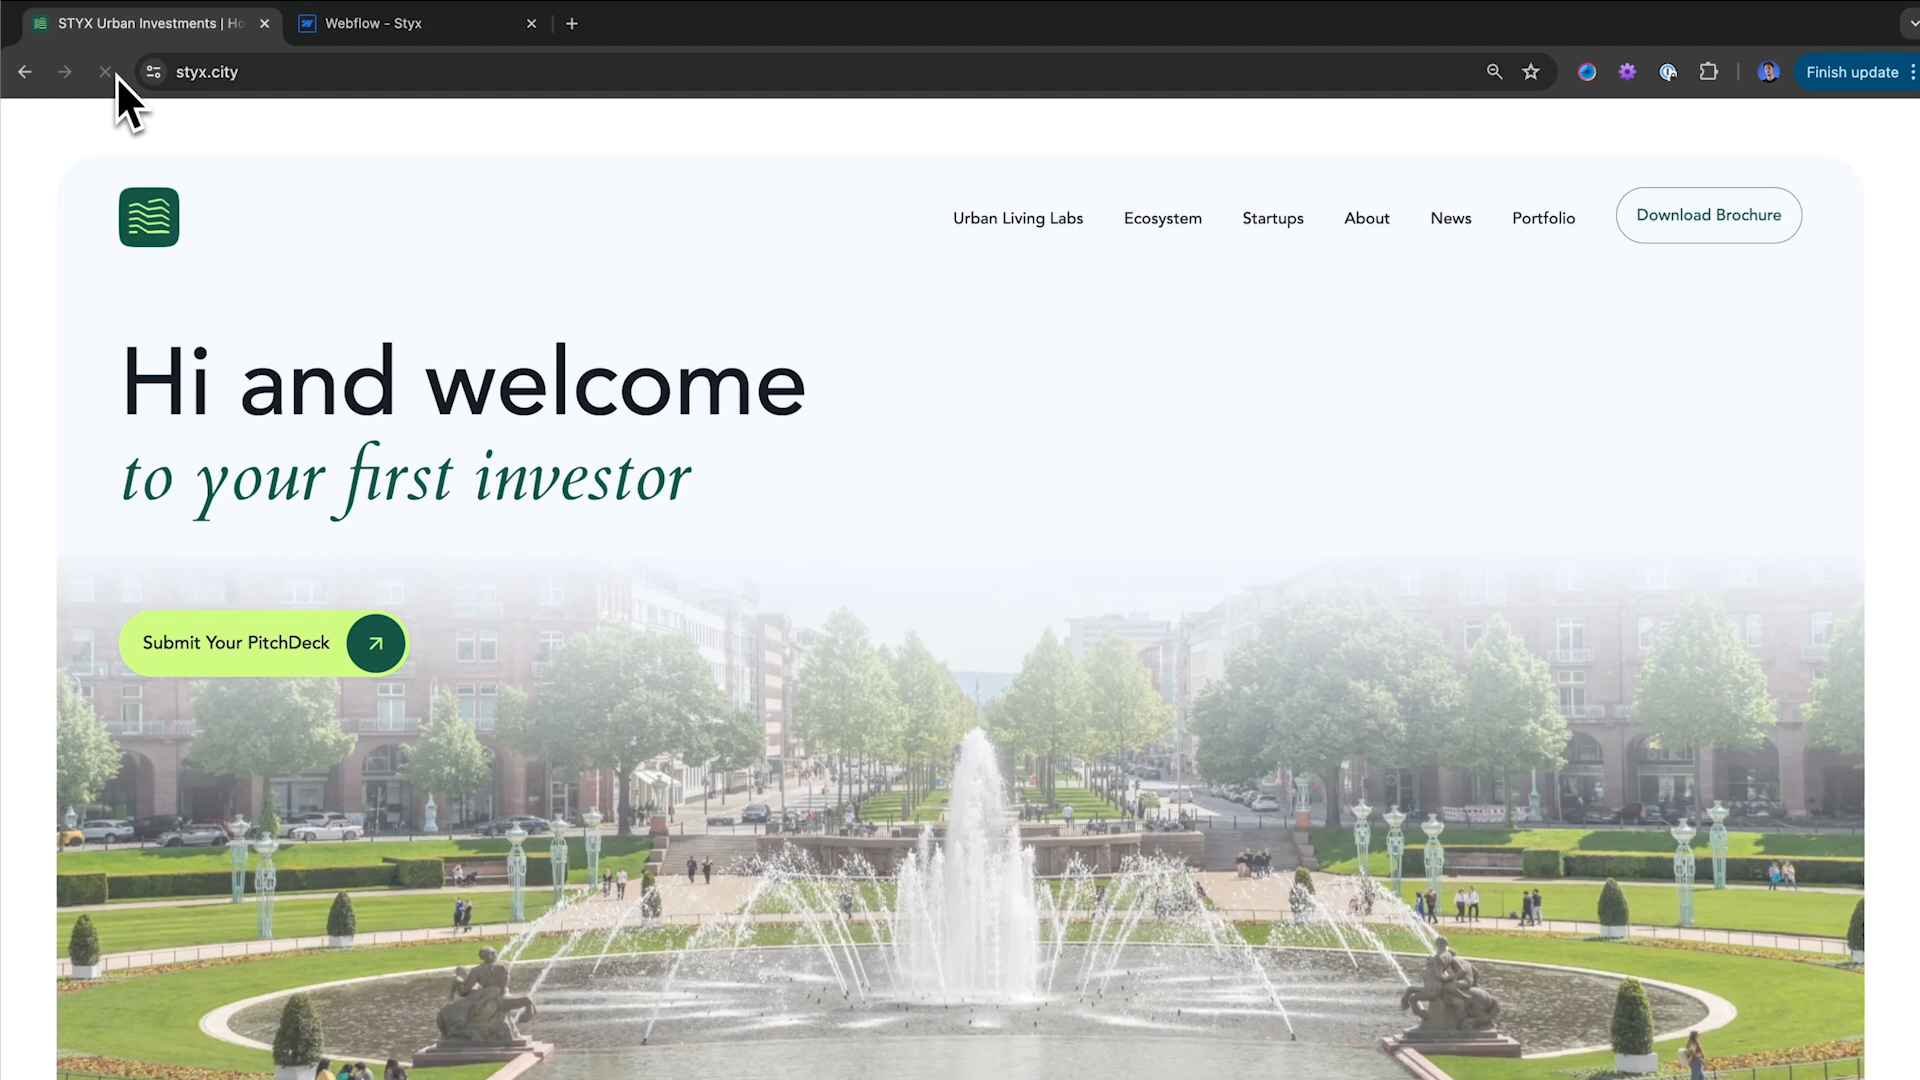 STYX Urban Investments | Ho
Webflow - Styx
styx.city
Finish update
Urban Living Labs
Ecosystem
Startups
About
News
Portfolio
Download Brochure
Hi and welcome
to your first investor
Submit Your PitchDeck